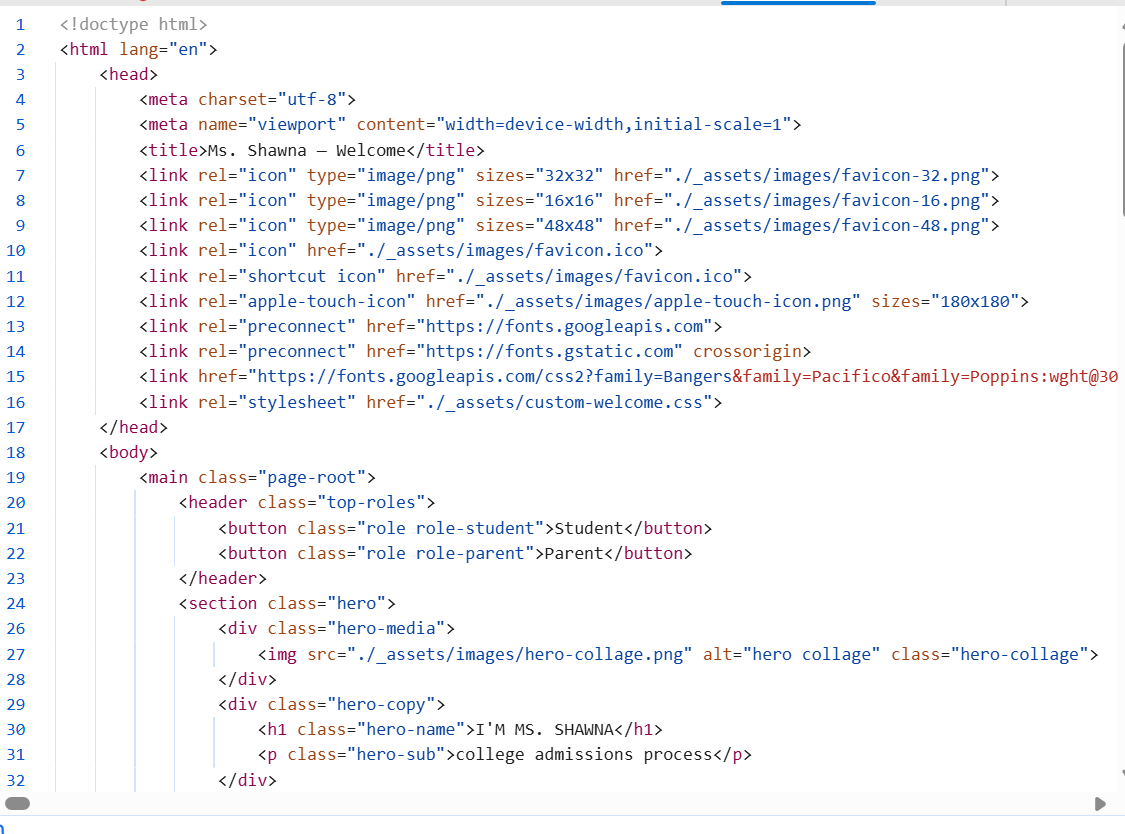 1 <!doctype html>
2 <html lang="en">
3 <head>
4 <meta charset="utf-8">
5 <meta name="viewport" content="width=device-width,initial-scale=1">
6 <title>Ms. Shawna — Welcome</title>
7 <link rel="icon" type="image/png" sizes="32x32" href="./_assets/images/favicon-32.png">
8 <link rel="icon" type="image/png" sizes="16x16" href="./_assets/images/favicon-16.png">
9 <link rel="icon" type="image/png" sizes="48x48" href="./_assets/images/favicon-48.png">
10 <link rel="icon" href="./_assets/images/favicon.ico">
11 <link rel="shortcut icon" href="./_assets/images/favicon.ico">
12 <link rel="apple-touch-icon" href="./_assets/images/apple-touch-icon.png" sizes="180x180">
13 <link rel="preconnect" href="https://fonts.googleapis.com">
14 <link rel="preconnect" href="https://fonts.gstatic.com" crossorigin>
15 <link href="https://fonts.googleapis.com/css2?family=Bangers&family=Pacifico&family=Poppins:wght@30
16 <link rel="stylesheet" href="./_assets/custom-welcome.css">
17 </head>
18 <body>
19 <main class="page-root">
20 <header class="top-roles">
21 <button class="role role-student">Student</button>
22 <button class="role role-parent">Parent</button>
23 </header>
24 <section class="hero">
26 <div class="hero-media">
27 <img src="./_assets/images/hero-collage.png" alt="hero collage" class="hero-collage">
28 </div>
29 <div class="hero-copy">
30 <h1 class="hero-name">I'M MS. SHAWNA</h1>
31 <p class="hero-sub">college admissions process</p>
32 </div>